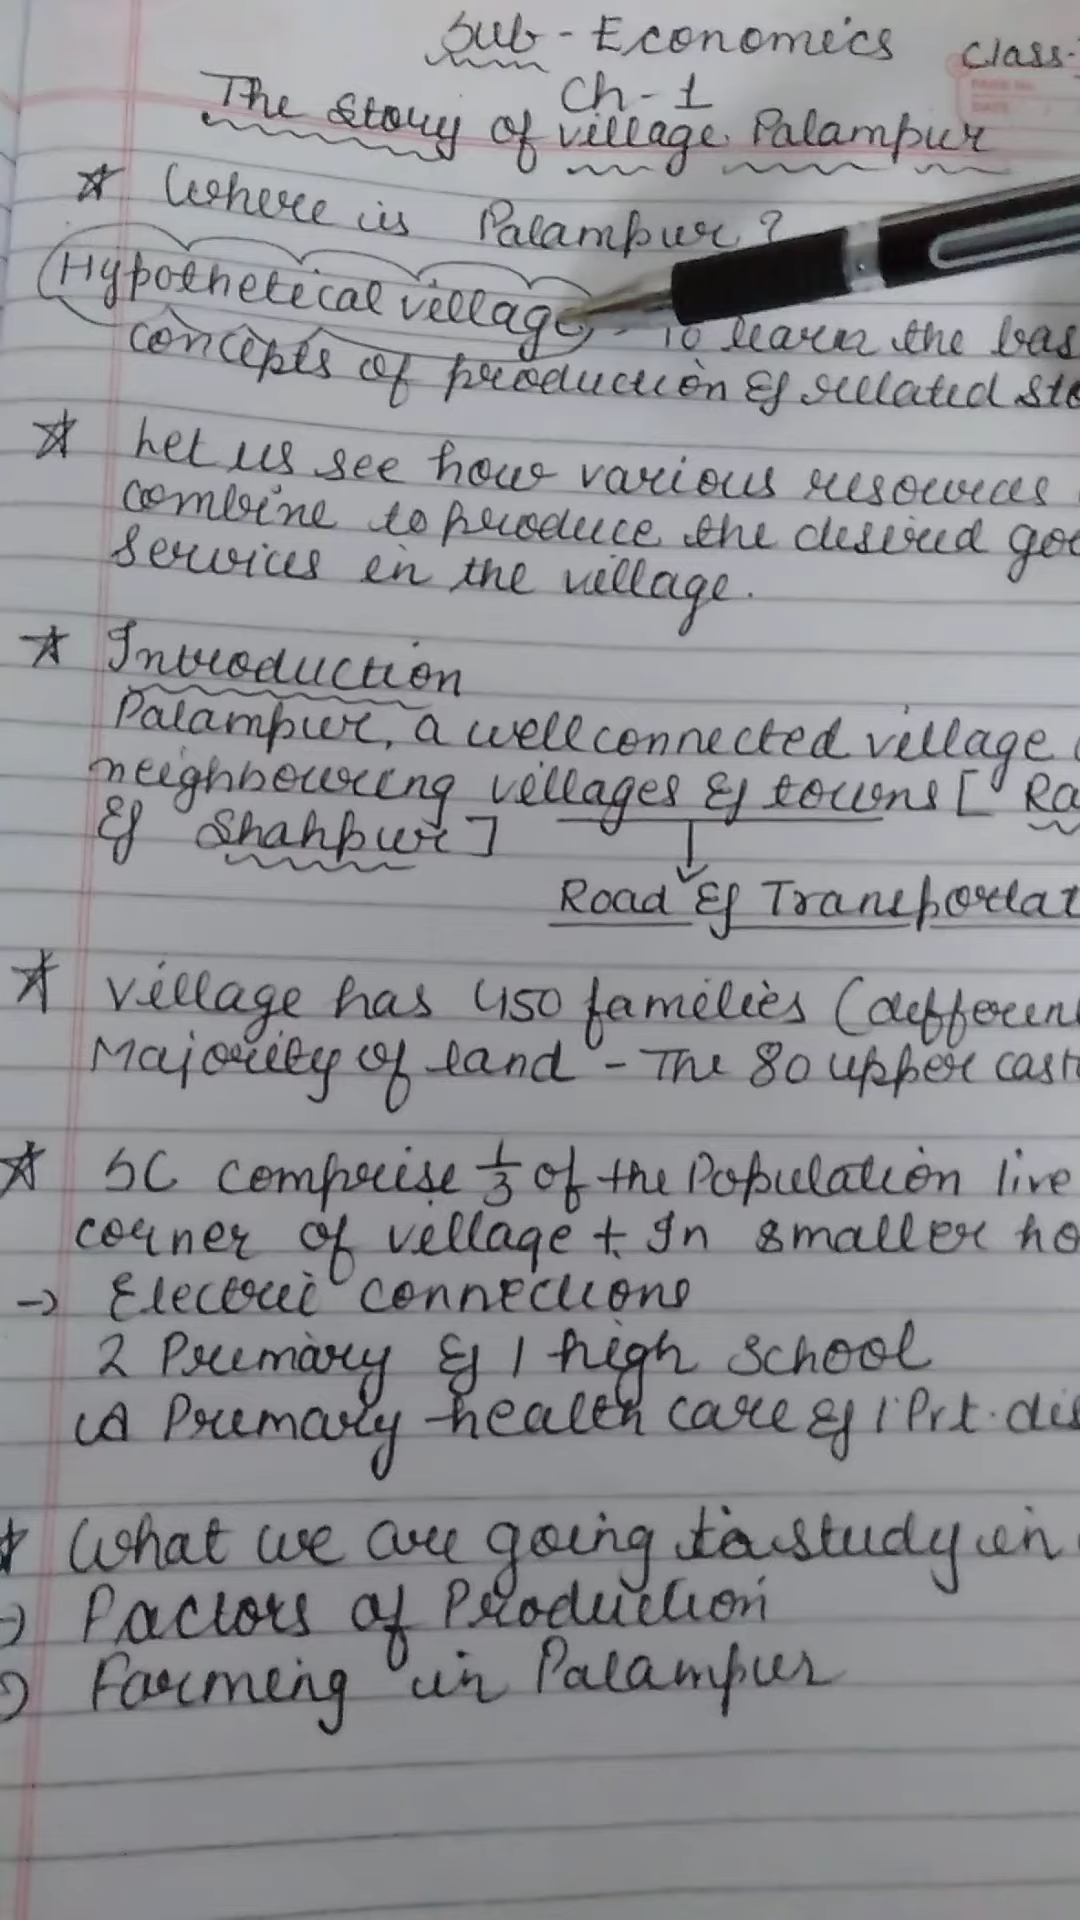 Sub - Economics Class-
Ch-1
The Story of village Palampur
☆ Where is Palampur?
Hypothetical village - To learn the bas
concepts of production & related sto
☆ Let us see how various resources
combine to produce the desired goo
services in the village.
☆ Introduction
Palampur, a well connected village
neighbouring villages & towns [ Ra
& Shahpur ]
↓
Road & Transportat
☆ Village has 450 families (different
Majority of land - The 80 upper cast
☆ SC comprise 1/3 of the Population live
corner of village + In smaller ho
→ Electric connections
2 Primary & 1 high School
A Primary health care & 1 Prt. dis
☆ What we are going to study in
→ Factors of Production
→ Farming in Palampur